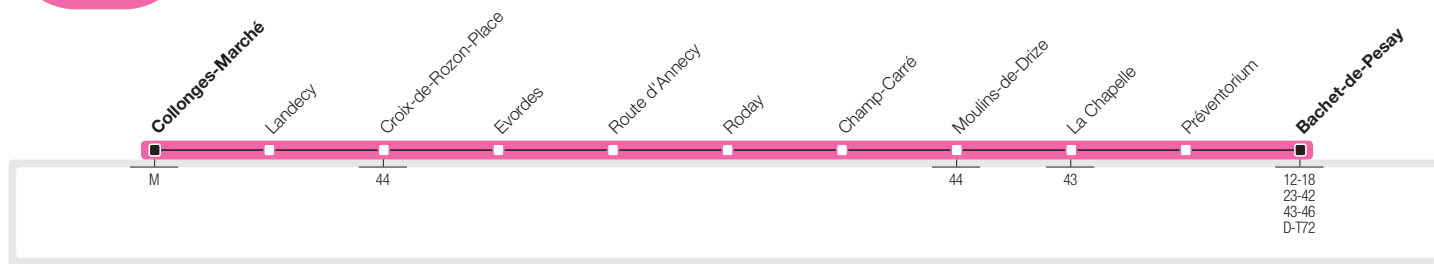 Collonges-Marché
Landecy
Croix-de-Rozon-Place
Evordes
Route d'Annecy
Roday
Champ-Carré
Moulins-de-Drize
La Chapelle
Préventorium
Bachet-de-Pesay
M
44
44
43
12-18
23-42
43-46
D-T72